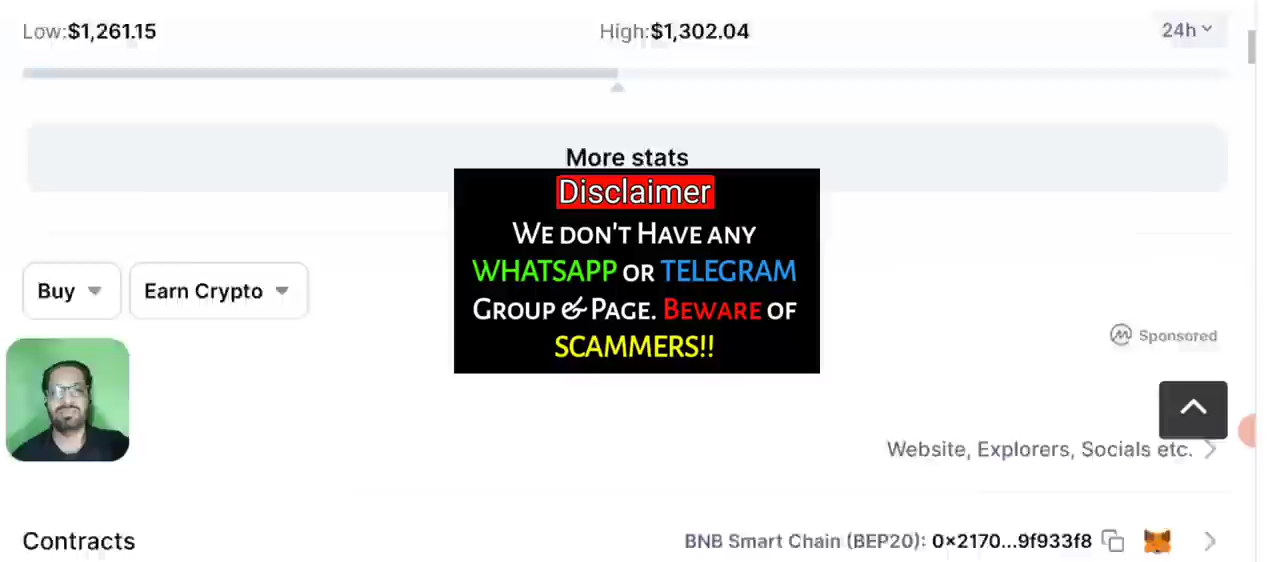 Low:$1,261.15 High:$1,302.04 24h
More stats
Disclaimer
WE DON'T HAVE ANY
WHATSAPP OR TELEGRAM
GROUP & PAGE. BEWARE OF
SCAMMERS!!
Buy Earn Crypto
Sponsored
Website, Explorers, Socials etc.
Contracts BNB Smart Chain (BEP20): 0×2170...9f933f8